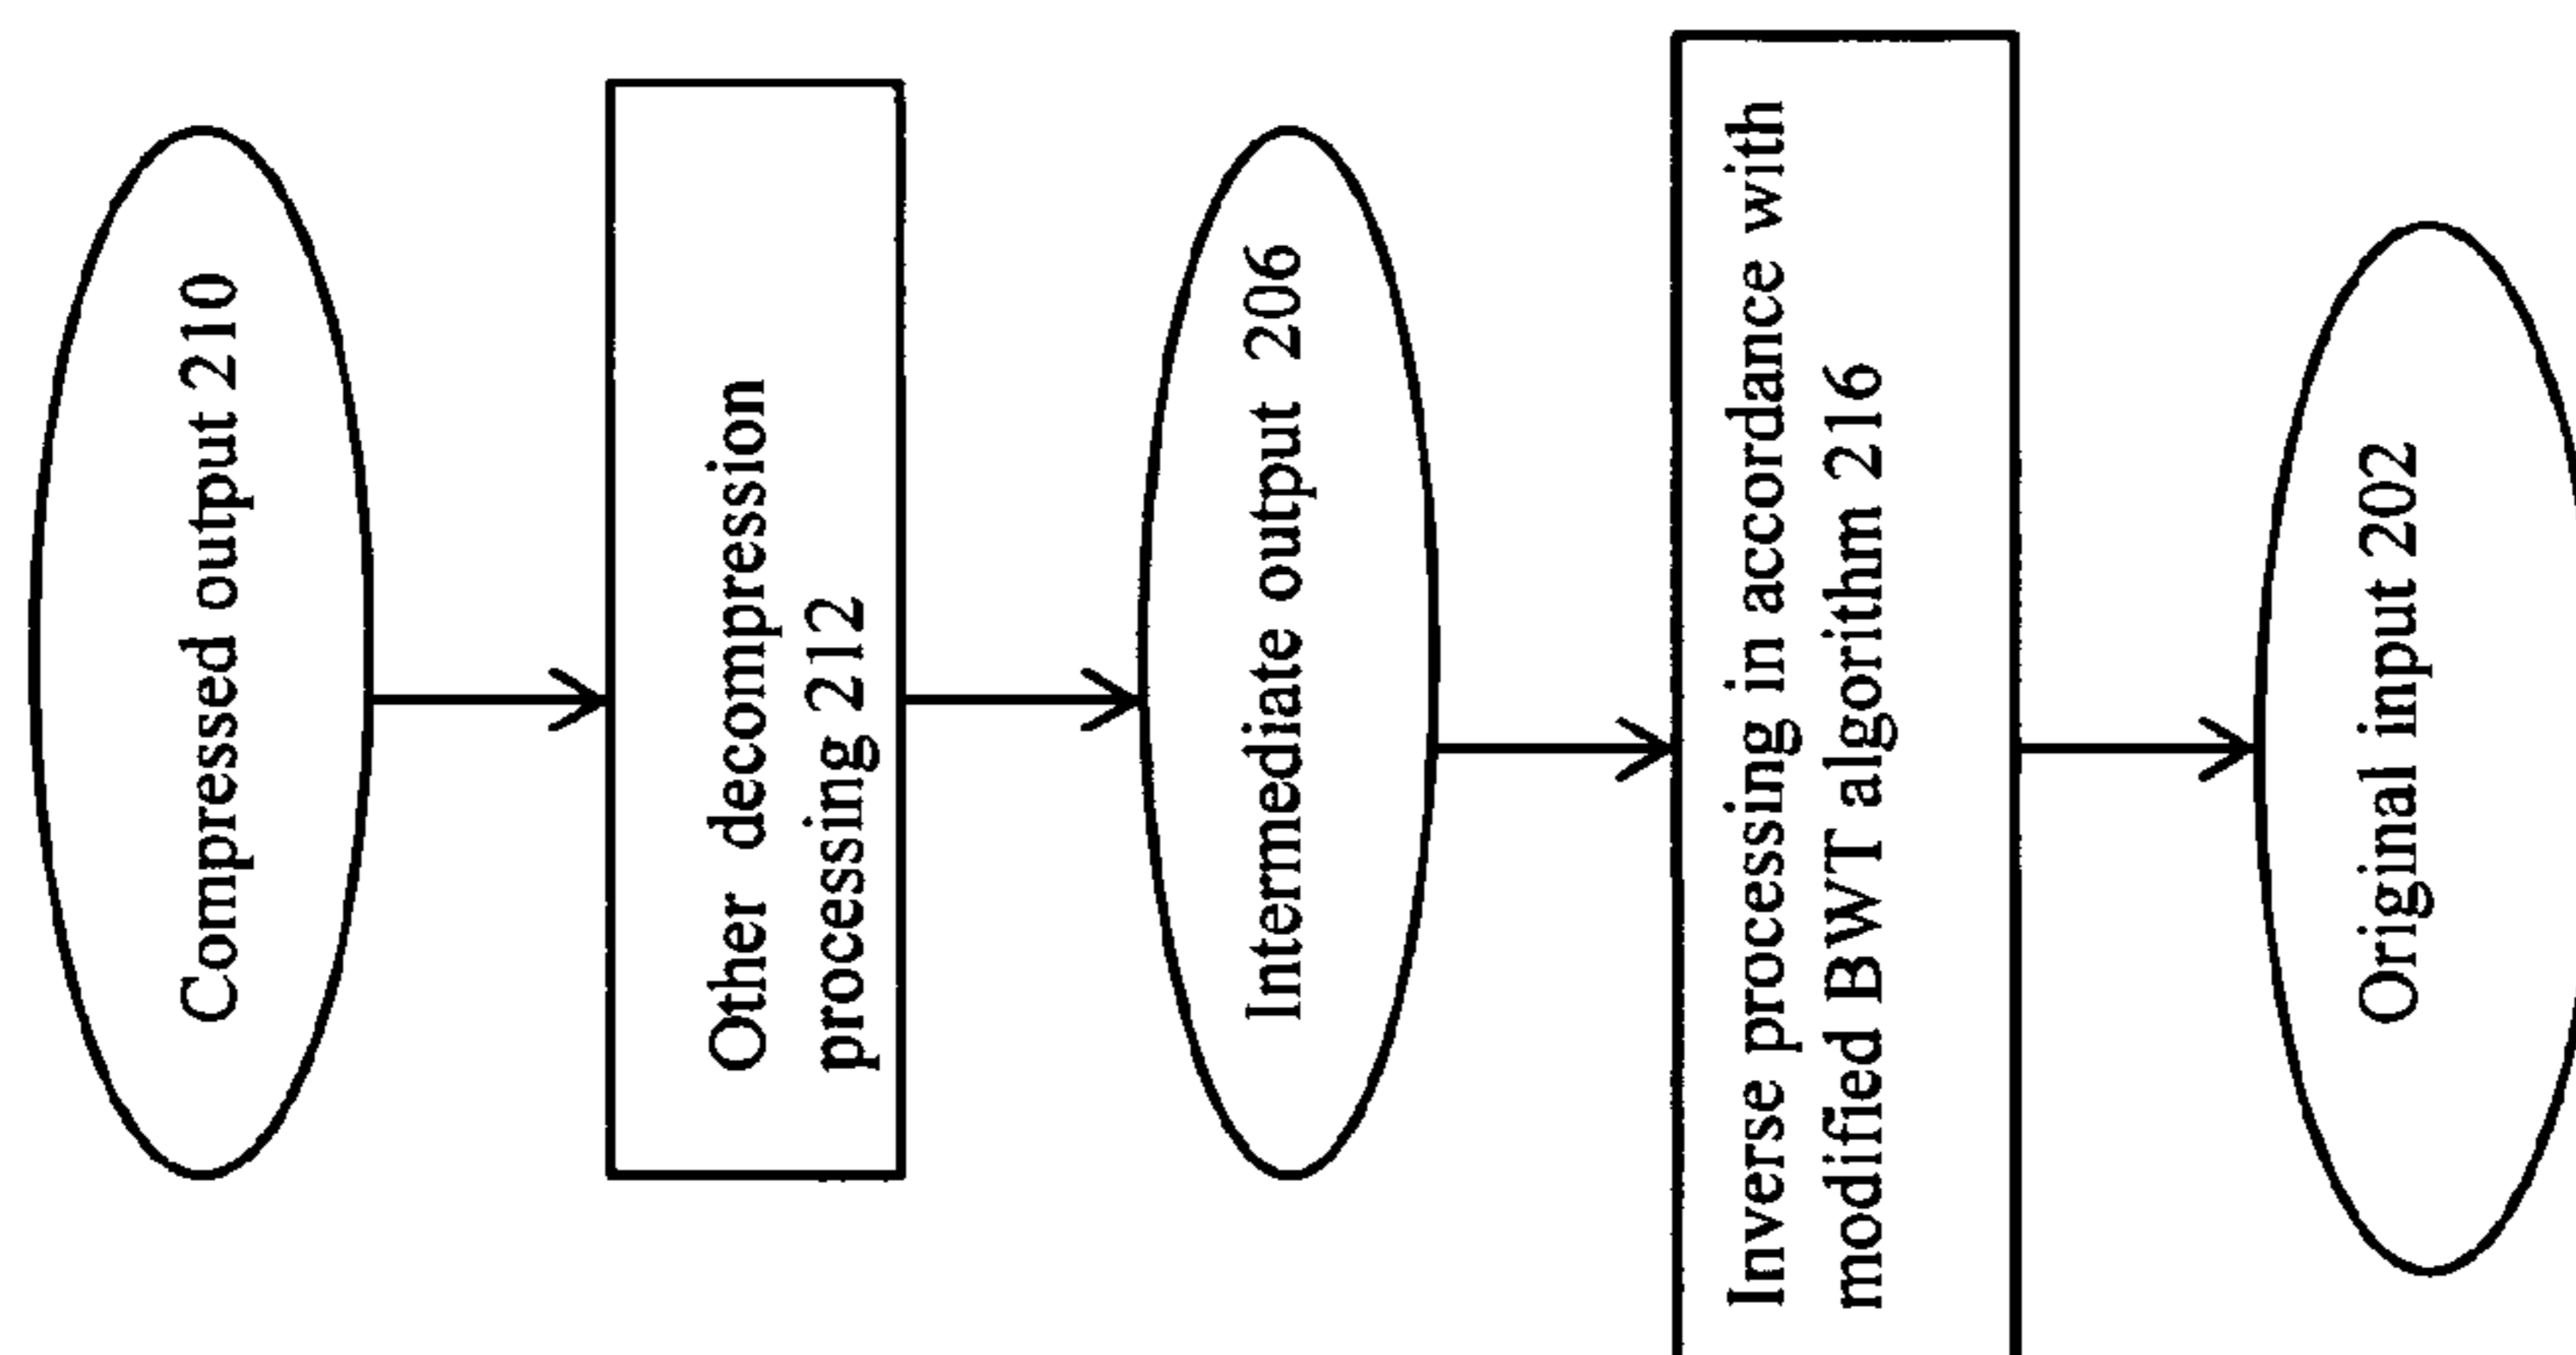 Compressed output 210
Other decompression
processing 212
Intermediate output 206
Inverse processing in accordance with
modified BWT algorithm 216
Original input 202